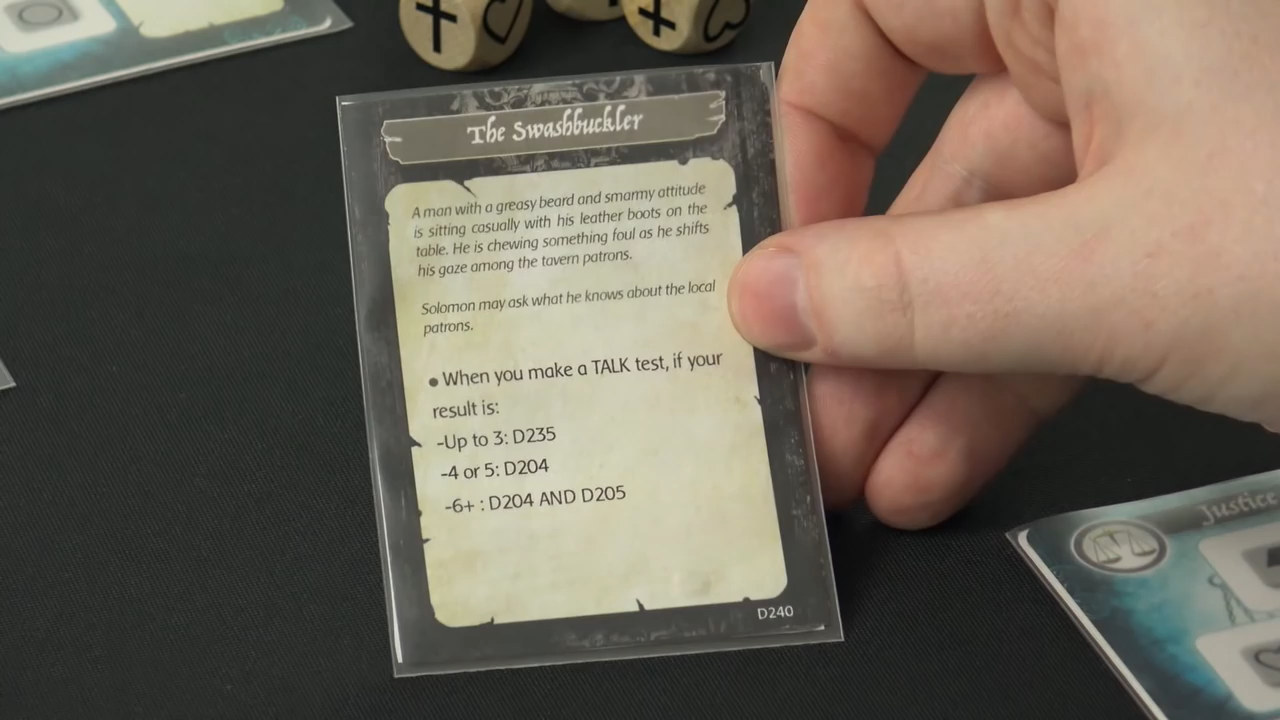 The Swashbuckler
A man with a greasy beard and smarmy attitude
is sitting casually with his leather boots on the
table. He is chewing something foul as he shifts
his gaze among the tavern patrons.
Solomon may ask what he knows about the local
patrons.
• When you make a TALK test, if your
result is:
-Up to 3: D235
-4 or 5: D204
-6+ : D204 AND D205
D240
Justice